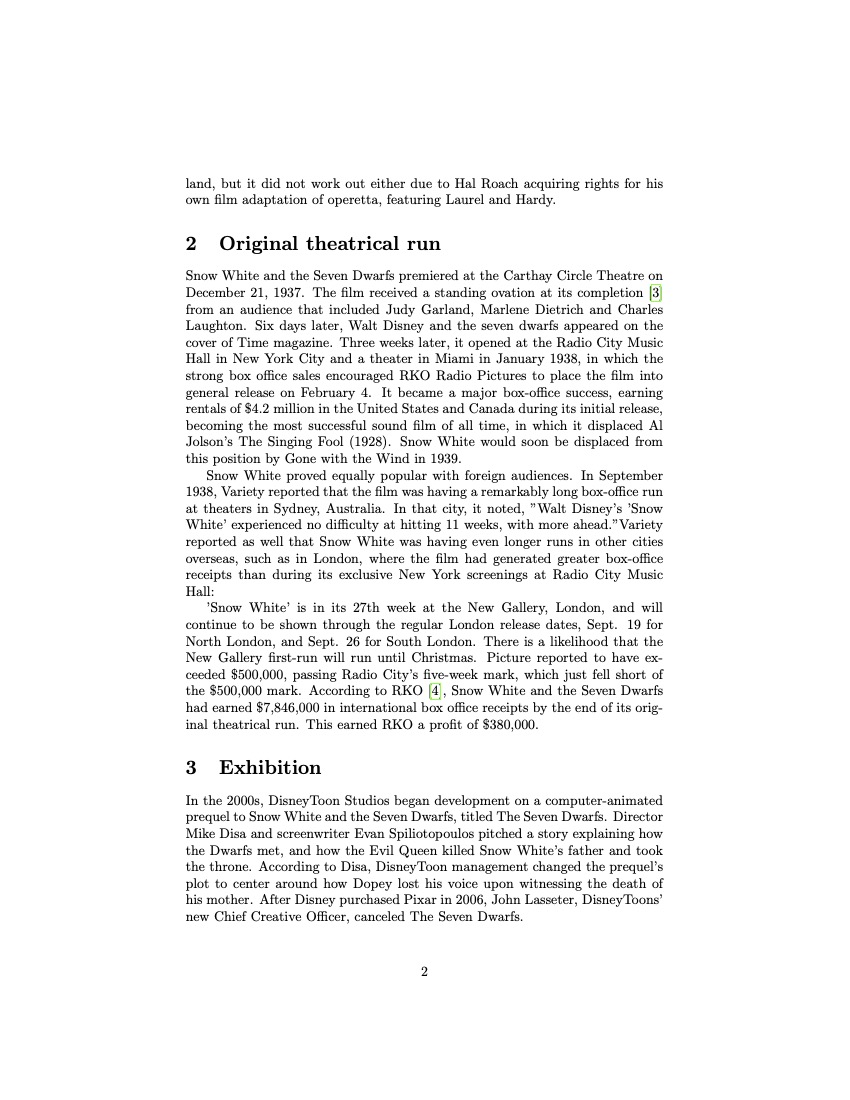 land, but it did not work out either due to Hal Roach acquiring rights for his
own film adaptation of operetta, featuring Laurel and Hardy.
2 Original theatrical run
Snow White and the Seven Dwarfs premiered at the Carthay Circle Theatre on
December 21, 1937. The film received a standing ovation at its completion [3]
from an audience that included Judy Garland, Marlene Dietrich and Charles
Laughton. Six days later, Walt Disney and the seven dwarfs appeared on the
cover of Time magazine. Three weeks later, it opened at the Radio City Music
Hall in New York City and a theater in Miami in January 1938, in which the
strong box office sales encouraged RKO Radio Pictures to place the film into
general release on February 4. It became a major box-office success, earning
rentals of $4.2 million in the United States and Canada during its initial release,
becoming the most successful sound film of all time, in which it displaced Al
Jolson's The Singing Fool (1928). Snow White would soon be displaced from
this position by Gone with the Wind in 1939.
Snow White proved equally popular with foreign audiences. In September
1938, Variety reported that the film was having a remarkably long box-office run
at theaters in Sydney, Australia. In that city, it noted, ”Walt Disney's 'Snow
White' experienced no difficulty at hitting 11 weeks, with more ahead.”Variety
reported as well that Snow White was having even longer runs in other cities
overseas, such as in London, where the film had generated greater box-office
receipts than during its exclusive New York screenings at Radio City Music
Hall:
'Snow White' is in its 27th week at the New Gallery, London, and will
continue to be shown through the regular London release dates, Sept. 19 for
North London, and Sept. 26 for South London. There is a likelihood that the
New Gallery first-run will run until Christmas. Picture reported to have ex-
ceeded $500,000, passing Radio City's five-week mark, which just fell short of
the $500,000 mark. According to RKO [4], Snow White and the Seven Dwarfs
had earned $7,846,000 in international box office receipts by the end of its orig-
inal theatrical run. This earned RKO a profit of $380,000.
3 Exhibition
In the 2000s, DisneyToon Studios began development on a computer-animated
prequel to Snow White and the Seven Dwarfs, titled The Seven Dwarfs. Director
Mike Disa and screenwriter Evan Spiliotopoulos pitched a story explaining how
the Dwarfs met, and how the Evil Queen killed Snow White's father and took
the throne. According to Disa, DisneyToon management changed the prequel's
plot to center around how Dopey lost his voice upon witnessing the death of
his mother. After Disney purchased Pixar in 2006, John Lasseter, DisneyToons'
new Chief Creative Officer, canceled The Seven Dwarfs.
2